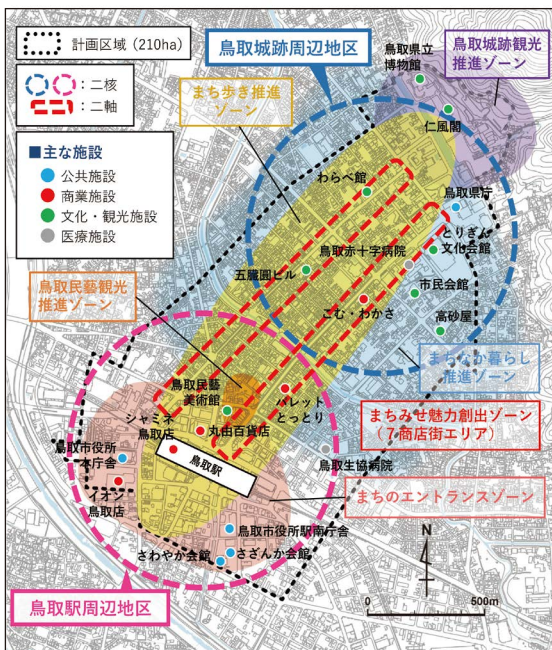 計画区域（210ha）
：二核
：二軸
■主な施設
公共施設
商業施設
文化・観光施設
医療施設
鳥取城跡周辺地区
鳥取県立
博物館
鳥取城跡観光
推進ゾーン
まち歩き推進
ゾーン
仁風閣
わらべ館
鳥取県庁
とりぎん
文化会館
鳥取赤十字病院
五臓圓ビル
市民会館
鳥取民藝観光
推進ゾーン
こむ・わかさ
高砂屋
まちなか暮らし
推進ゾーン
鳥取民藝
美術館
パレット
とっとり
シャミネ
鳥取店
丸由百貨店
まちみせ魅力創出ゾーン
（７商店街エリア）
鳥取市役所
本庁舎
鳥取駅
鳥取生協病院
イオン
鳥取店
まちのエントランスゾーン
鳥取市役所駅南庁舎
さわやか会館
さざんか会館
N
鳥取駅周辺地区
0
500m